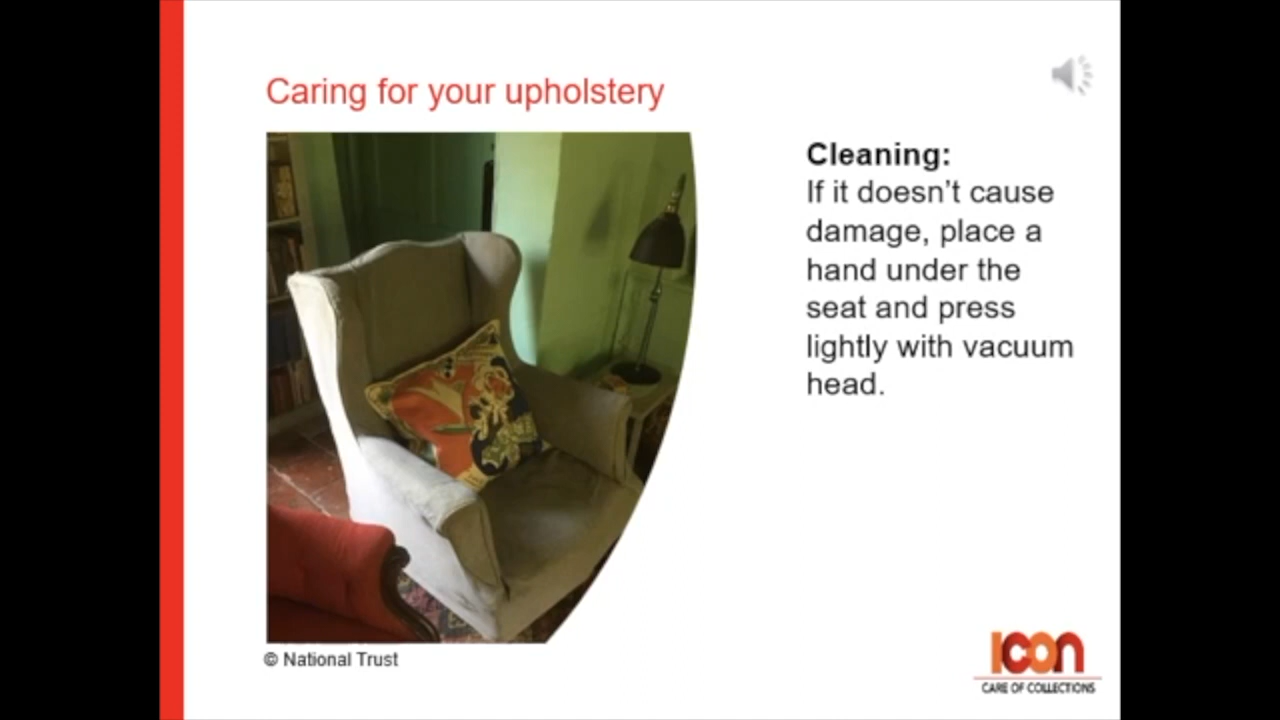 Caring for your upholstery
Cleaning:
If it doesn’t cause
damage, place a
hand under the
seat and press
lightly with vacuum
head.
© National Trust
icon
CARE OF COLLECTIONS